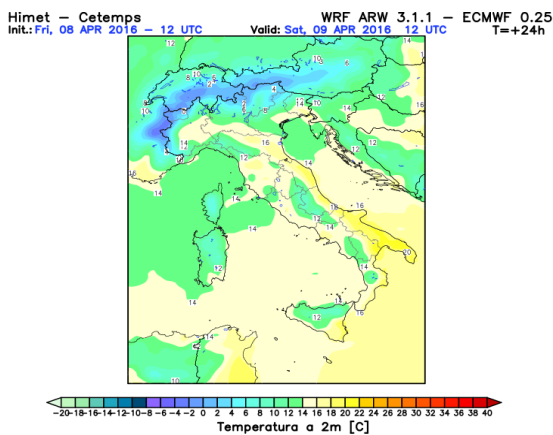 Himet – Cetemps WRF ARW 3.1.1 – ECMWF 0.25
Init.: Fri, 08 APR 2016 – 12 UTC Valid: Sat, 09 APR 2016 12 UTC T=+24h
-20 -18 -16 -14 -12 -10 -8 -6 -4 -2 0 2 4 6 8 10 12 14 16 18 20 22 24 26 28 30 32 34 36 38 40
Temperatura a 2m [C]